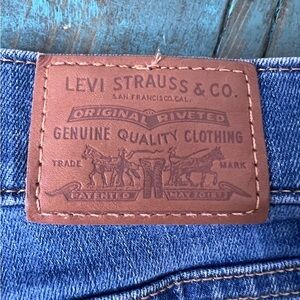 LEVI STRAUSS & CO.
SAN FRANCISCO, CAL.
ORIGINAL RIVETED
GENUINE QUALITY CLOTHING
TRADE MARK
PATENTED MAY 20 1873